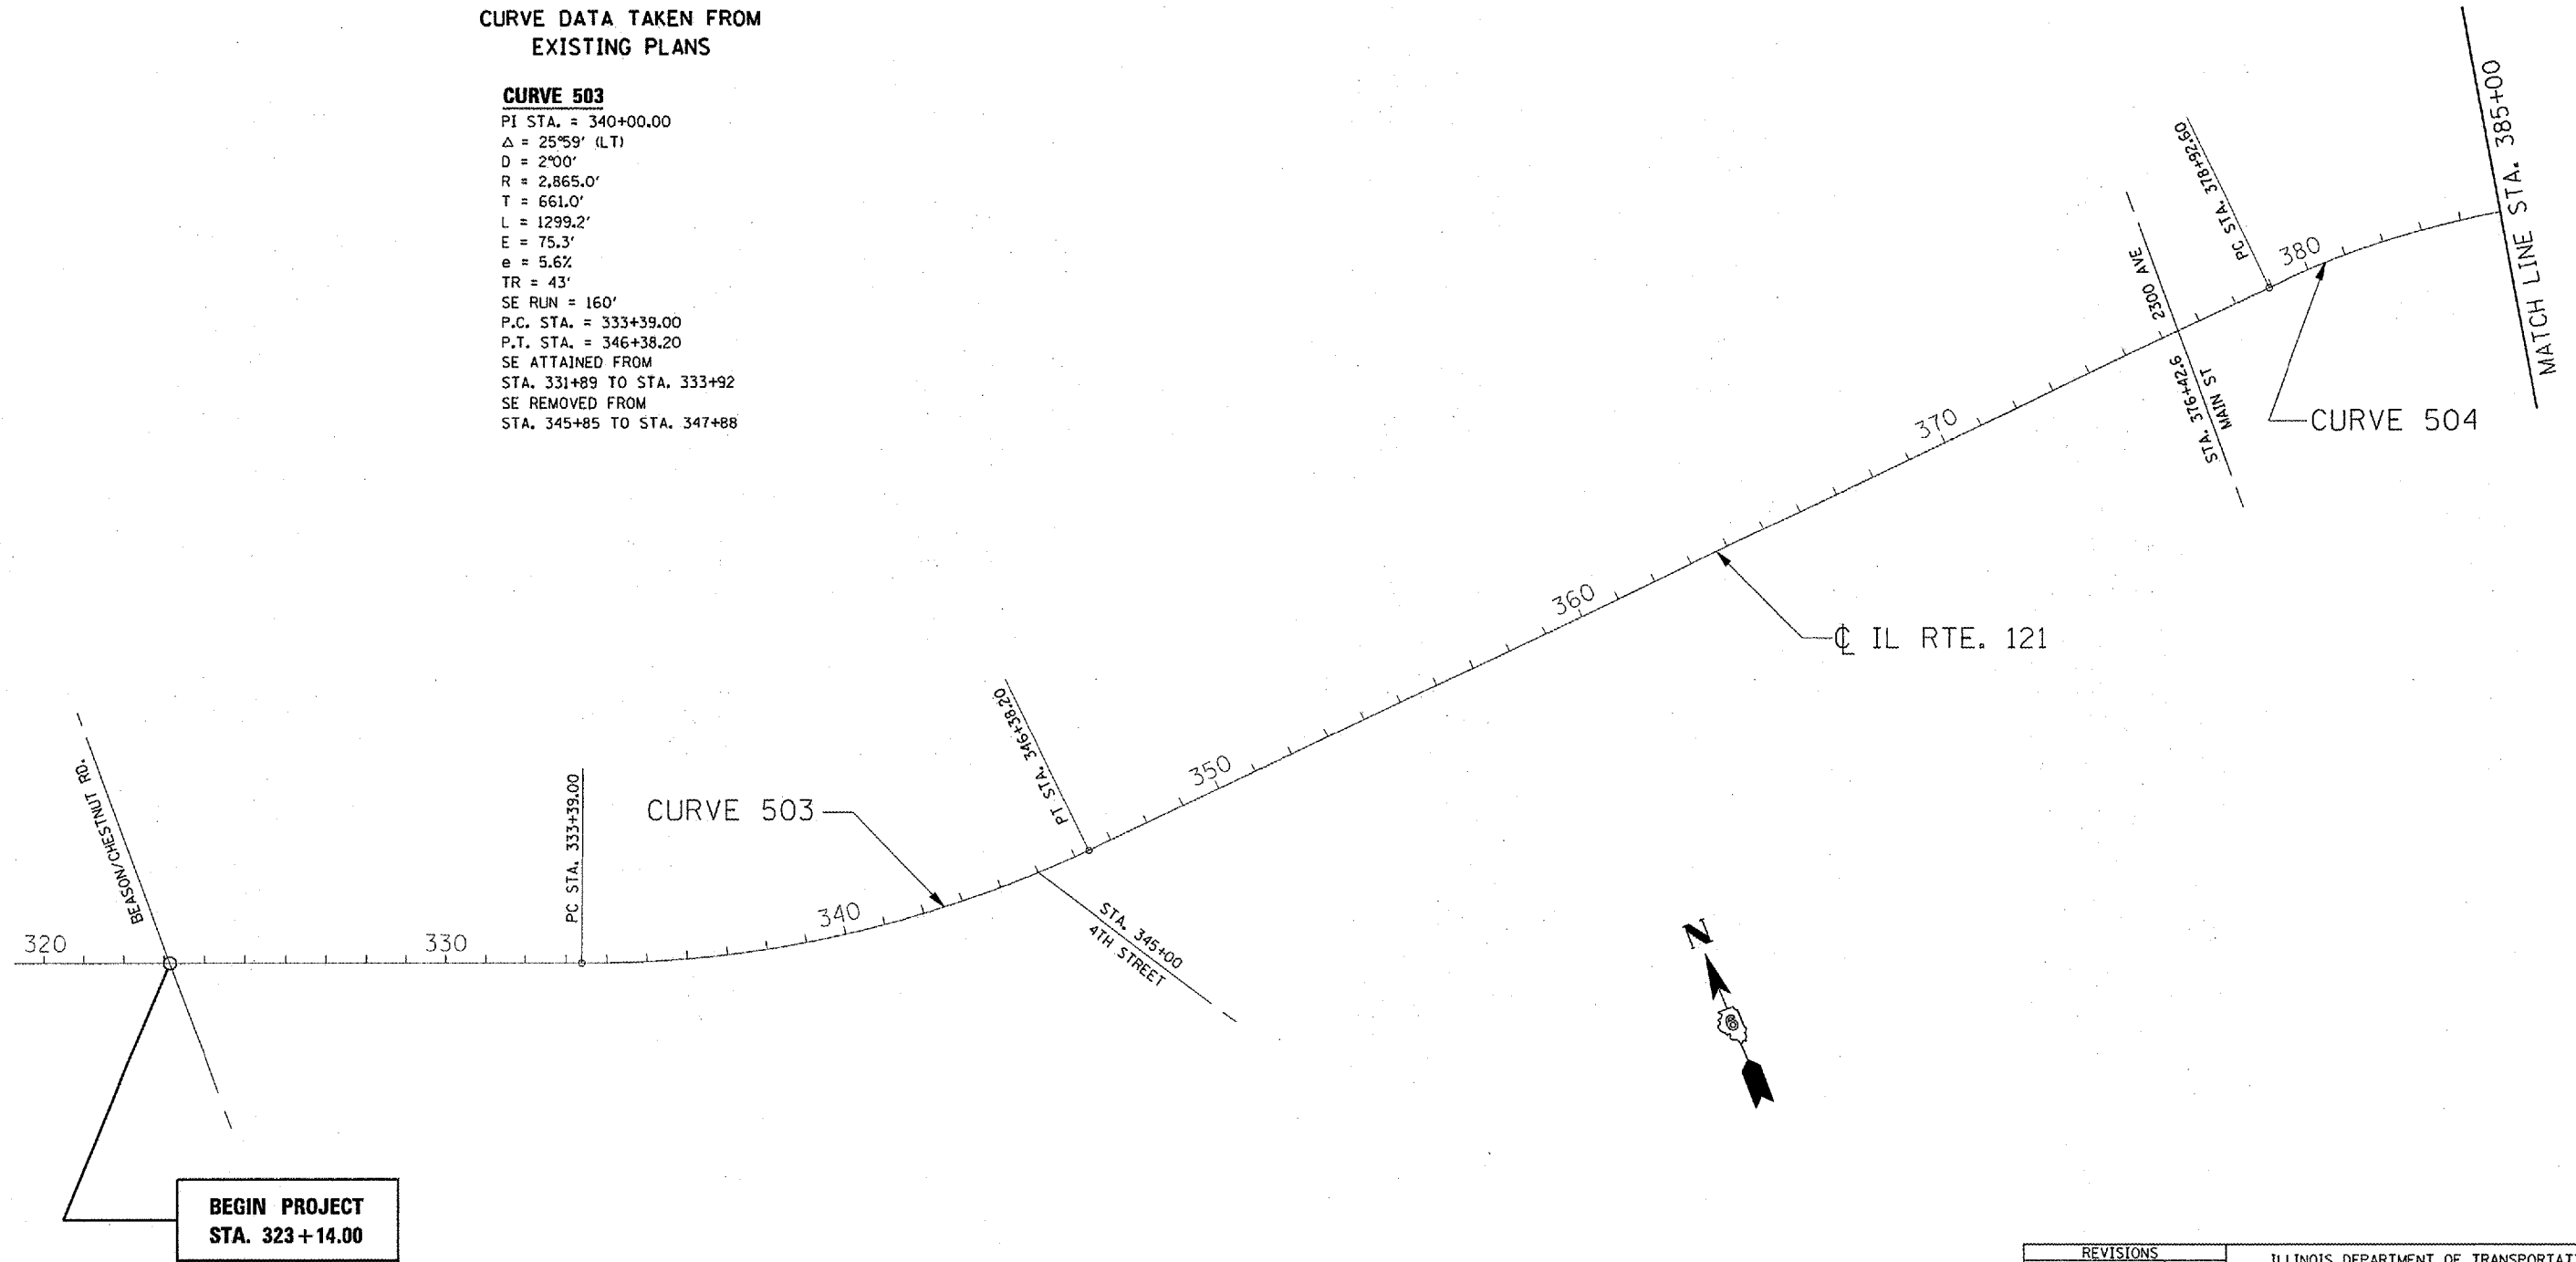 CURVE DATA TAKEN FROM
EXISTING PLANS
CURVE 503
PI STA. = 340+00.00
△ = 25°59' (LT)
D = 2°00'
R = 2,865.0'
T = 661.0'
L = 1299.2'
E = 75.3'
e = 5.6%
TR = 43'
SE RUN = 160'
P.C. STA. = 333+39.00
P.T. STA. = 346+38.20
SE ATTAINED FROM
STA. 331+89 TO STA. 333+92
SE REMOVED FROM
STA. 345+85 TO STA. 347+88
MATCH LINE STA. 385+00
PC STA. 378+92.60
380
2300 AVE
STA. 376+42.6
MAIN ST
CURVE 504
370
360
℄ IL RTE. 121
350
PT STA. 346+38.20
CURVE 503
PC STA. 333+39.00
340
STA. 345+00
4TH STREET
BEASON/CHESTNUT RD.
320
330
N
6
BEGIN PROJECT
STA. 323+14.00
REVISIONS
ILLINOIS DEPARTMENT OF TRANSPORTATI